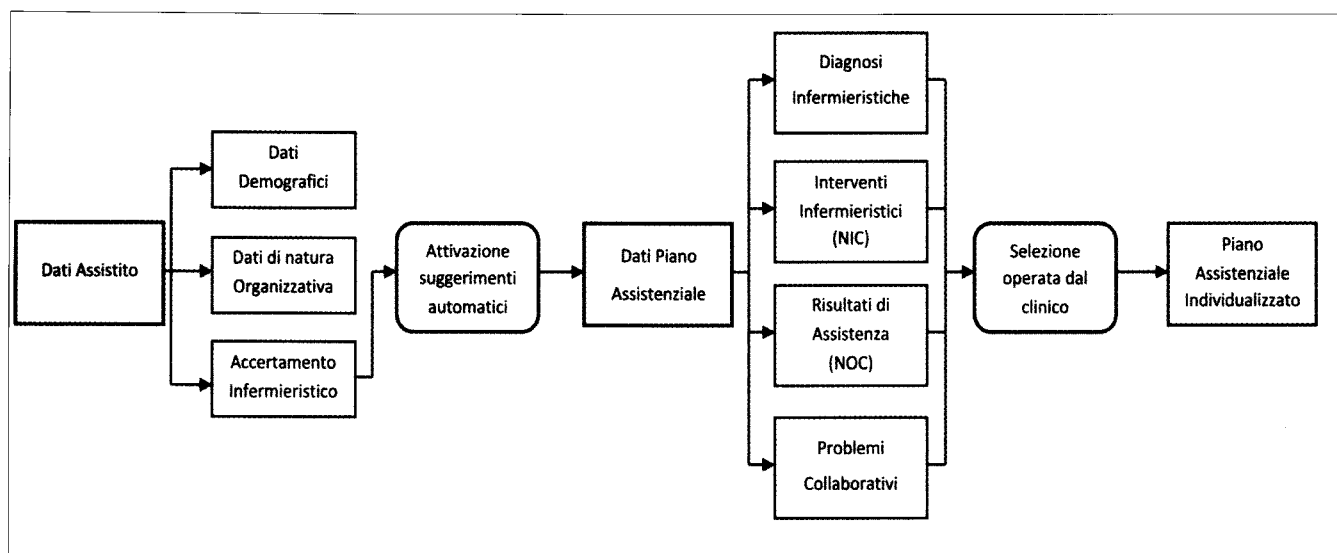 Dati Assistito
Dati
Demografici
Dati di natura
Organizzativa
Accertamento
Infermieristico
Attivazione
suggerimenti
automatici
Dati Piano
Assistenziale
Diagnosi
Infermieristiche
Interventi
Infermieristici
(NIC)
Risultati di
Assistenza
(NOC)
Problemi
Collaborativi
Selezione
operata dal
clinico
Piano
Assistenziale
Individualizzato